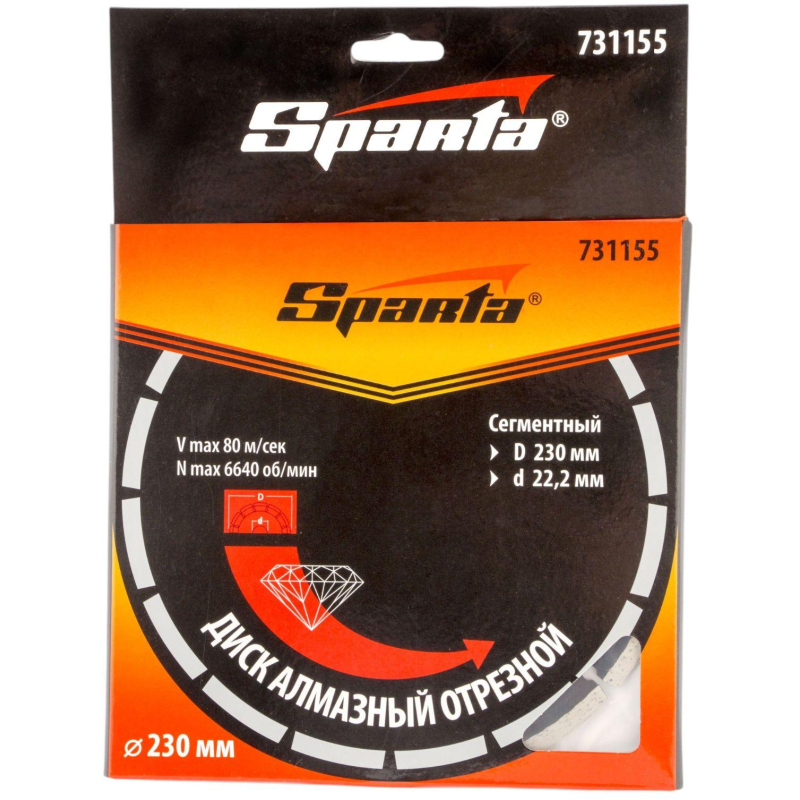 731155
Sparta®
731155
Sparta®
Сегментный
D 230 мм
d 22,2 мм
V max 80 м/сек
N max 6640 об/мин
D
d
ДИСК АЛМАЗНЫЙ ОТРЕЗНОЙ
⌀ 230 мм